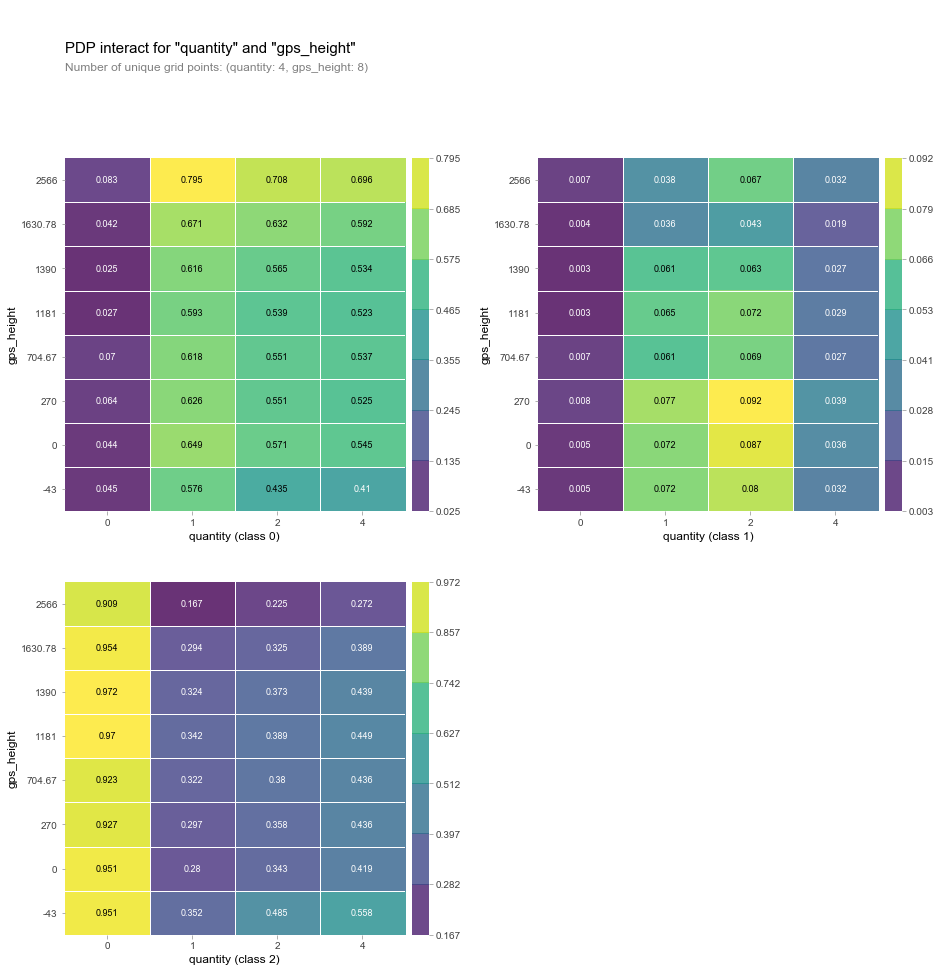 PDP interact for "quantity" and "gps_height"
Number of unique grid points: (quantity: 4, gps_height: 8)
gps_height
2566 0.083 0.795 0.708 0.696
1630.78 0.042 0.671 0.632 0.592
1390 0.025 0.616 0.565 0.534
1181 0.027 0.593 0.539 0.523
704.67 0.07 0.618 0.551 0.537
270 0.064 0.626 0.551 0.525
0 0.044 0.649 0.571 0.545
-43 0.045 0.576 0.435 0.41
0 1 2 4
quantity (class 0)
0.795
0.685
0.575
0.465
0.355
0.245
0.135
0.025
gps_height
2566 0.007 0.038 0.067 0.032
1630.78 0.004 0.036 0.043 0.019
1390 0.003 0.061 0.063 0.027
1181 0.003 0.065 0.072 0.029
704.67 0.007 0.061 0.069 0.027
270 0.008 0.077 0.092 0.039
0 0.005 0.072 0.087 0.036
-43 0.005 0.072 0.08 0.032
0 1 2 4
quantity (class 1)
0.092
0.079
0.066
0.053
0.041
0.028
0.015
0.003
gps_height
2566 0.909 0.167 0.225 0.272
1630.78 0.954 0.294 0.325 0.389
1390 0.972 0.324 0.373 0.439
1181 0.97 0.342 0.389 0.449
704.67 0.923 0.322 0.38 0.436
270 0.927 0.297 0.358 0.436
0 0.951 0.28 0.343 0.419
-43 0.951 0.352 0.485 0.558
0 1 2 4
quantity (class 2)
0.972
0.857
0.742
0.627
0.512
0.397
0.282
0.167